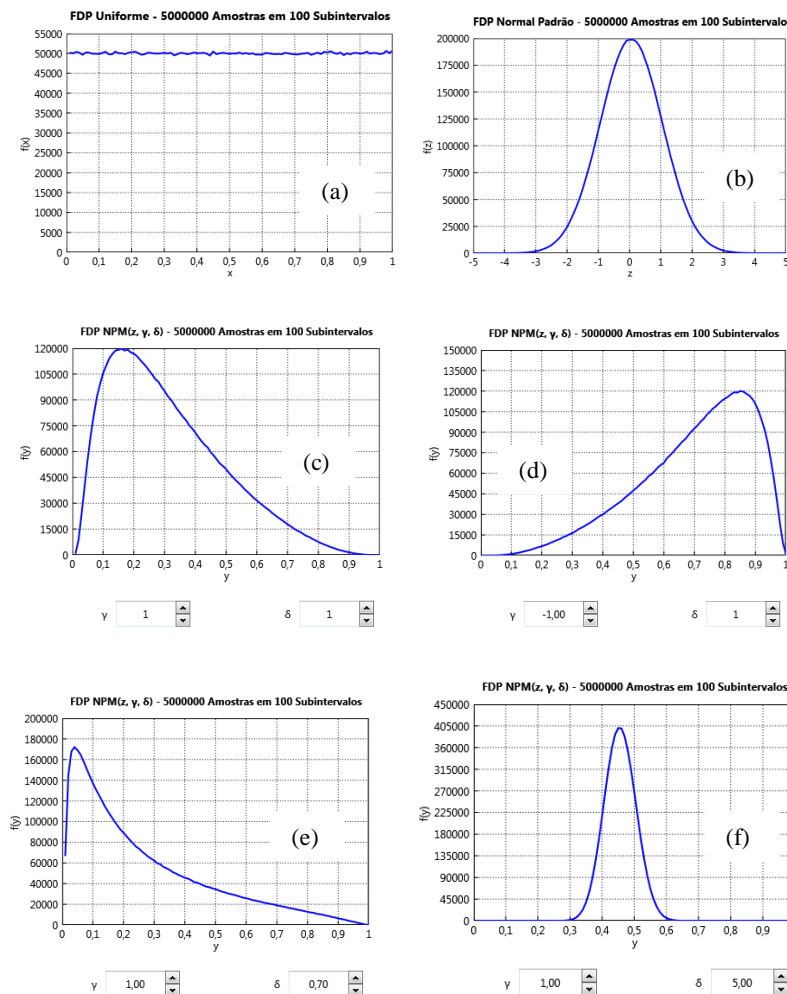 FDP Uniforme - 5000000 Amostras em 100 Subintervalos
55000
50000
45000
40000
35000
30000
25000
20000
15000
10000
5000
0
f(x)
(a)
0 0,1 0,2 0,3 0,4 0,5 0,6 0,7 0,8 0,9 1
x
FDP Normal Padrão - 5000000 Amostras em 100 Subintervalo
200000
175000
150000
125000
100000
75000
50000
25000
0
f(z)
(b)
-5 -4 -3 -2 -1 0 1 2 3 4 5
z
FDP NPM(z, γ, δ) - 5000000 Amostras em 100 Subintervalos
120000
105000
90000
75000
60000
45000
30000
15000
0
f(y)
(c)
0 0,1 0,2 0,3 0,4 0,5 0,6 0,7 0,8 0,9 1
y
γ 1 δ 1
FDP NPM(z, γ, δ) - 5000000 Amostras em 100 Subintervalos
150000
135000
120000
105000
90000
75000
60000
45000
30000
15000
0
f(y)
(d)
0 0,1 0,2 0,3 0,4 0,5 0,6 0,7 0,8 0,9 1
y
γ -1,00 δ 1
FDP NPM(z, γ, δ) - 5000000 Amostras em 100 Subintervalos
200000
180000
160000
140000
120000
100000
80000
60000
40000
20000
0
f(y)
(e)
0 0,1 0,2 0,3 0,4 0,5 0,6 0,7 0,8 0,9 1
y
γ 1,00 δ 0,70
FDP NPM(z, γ, δ) - 5000000 Amostras em 100 Subintervalos
450000
405000
360000
315000
270000
225000
180000
135000
90000
45000
0
f(y)
(f)
0 0,1 0,2 0,3 0,4 0,5 0,6 0,7 0,8 0,9
y
γ 1,00 δ 5,00